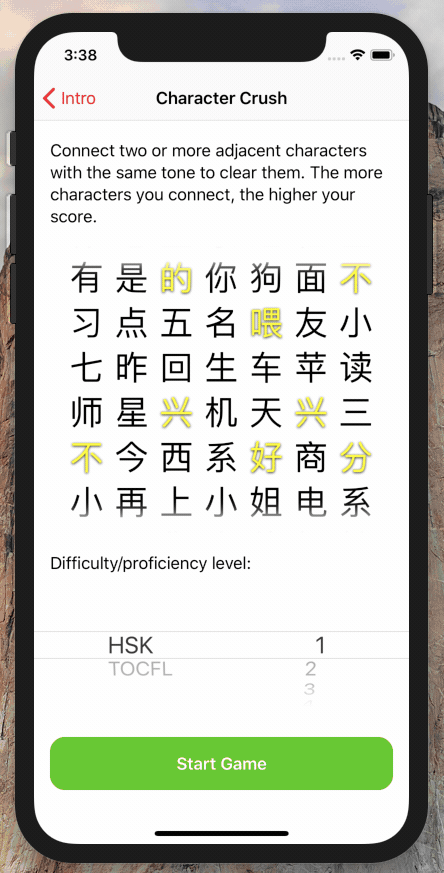 3:38
Intro
Character Crush
Connect two or more adjacent characters
with the same tone to clear them. The more
characters you connect, the higher your
score.
有 是 的 你 狗 面 不
习 点 五 名 喂 友 小
七 昨 回 生 车 苹 读
师 星 兴 机 天 兴 三
不 今 西 系 好 商 分
小 再 上 小 姐 电 系
Difficulty/proficiency level:
HSK 1
TOCFL 2
3
Start Game